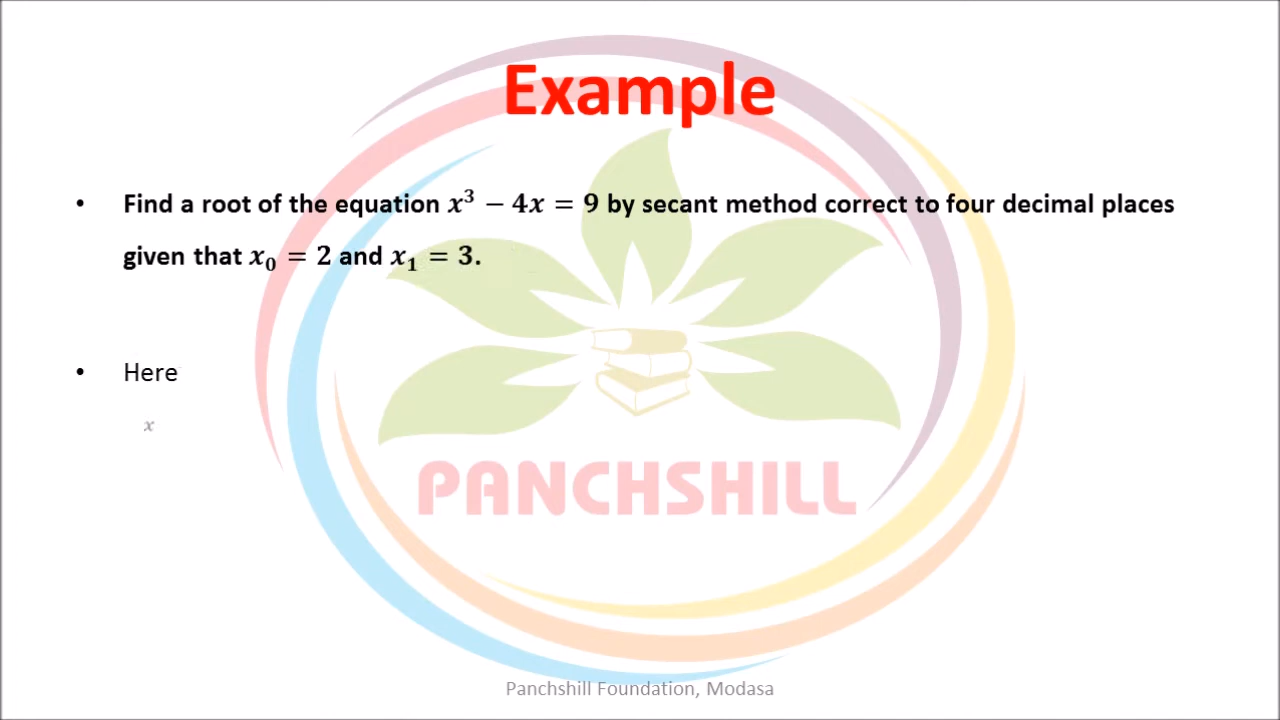 Example
• Find a root of the equation 𝒙³ − 𝟒𝒙 = 𝟗 by secant method correct to four decimal places
given that 𝒙₀ = 𝟐 and 𝒙₁ = 𝟑.
• Here
𝑥
PANCHSHILL
Panchshill Foundation, Modasa